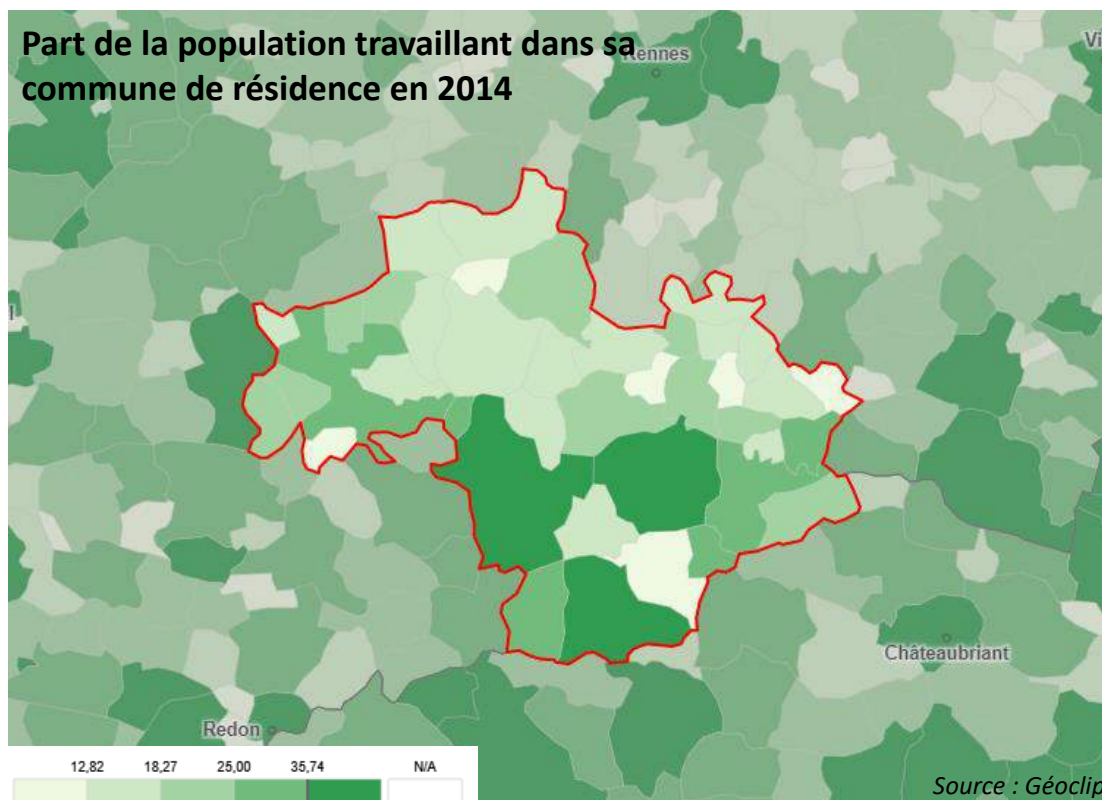 Part de la population travaillant dans sa
commune de résidence en 2014
Rennes
Vi
l
Châteaubriant
Redon
12,82 18,27 25,00 35,74 N/A
Source : Géoclip